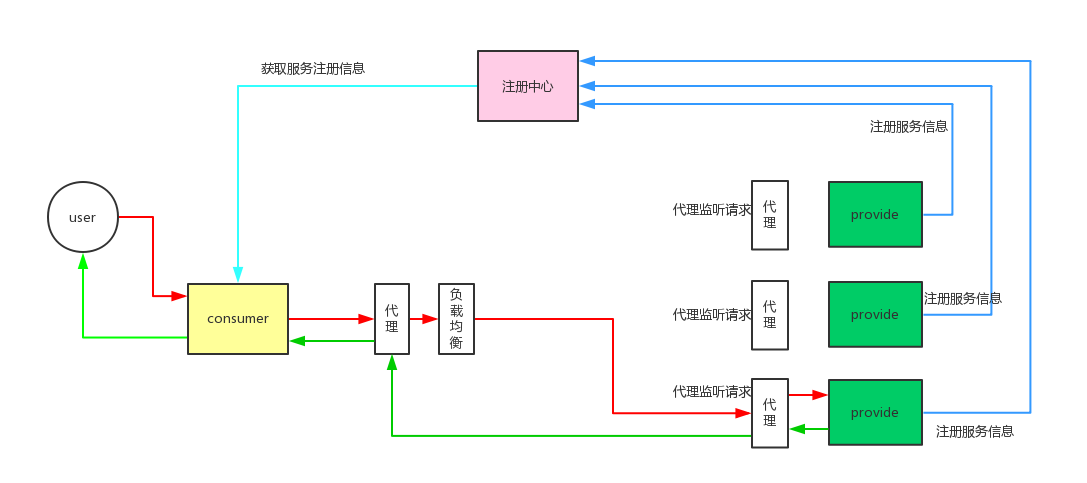 获取服务注册信息
注册中心
注册服务信息
代理监听请求
代
理
provide
user
代理监听请求
代
理
provide
注册服务信息
consumer
代
理
负
载
均
衡
代理监听请求
代
理
provide
注册服务信息